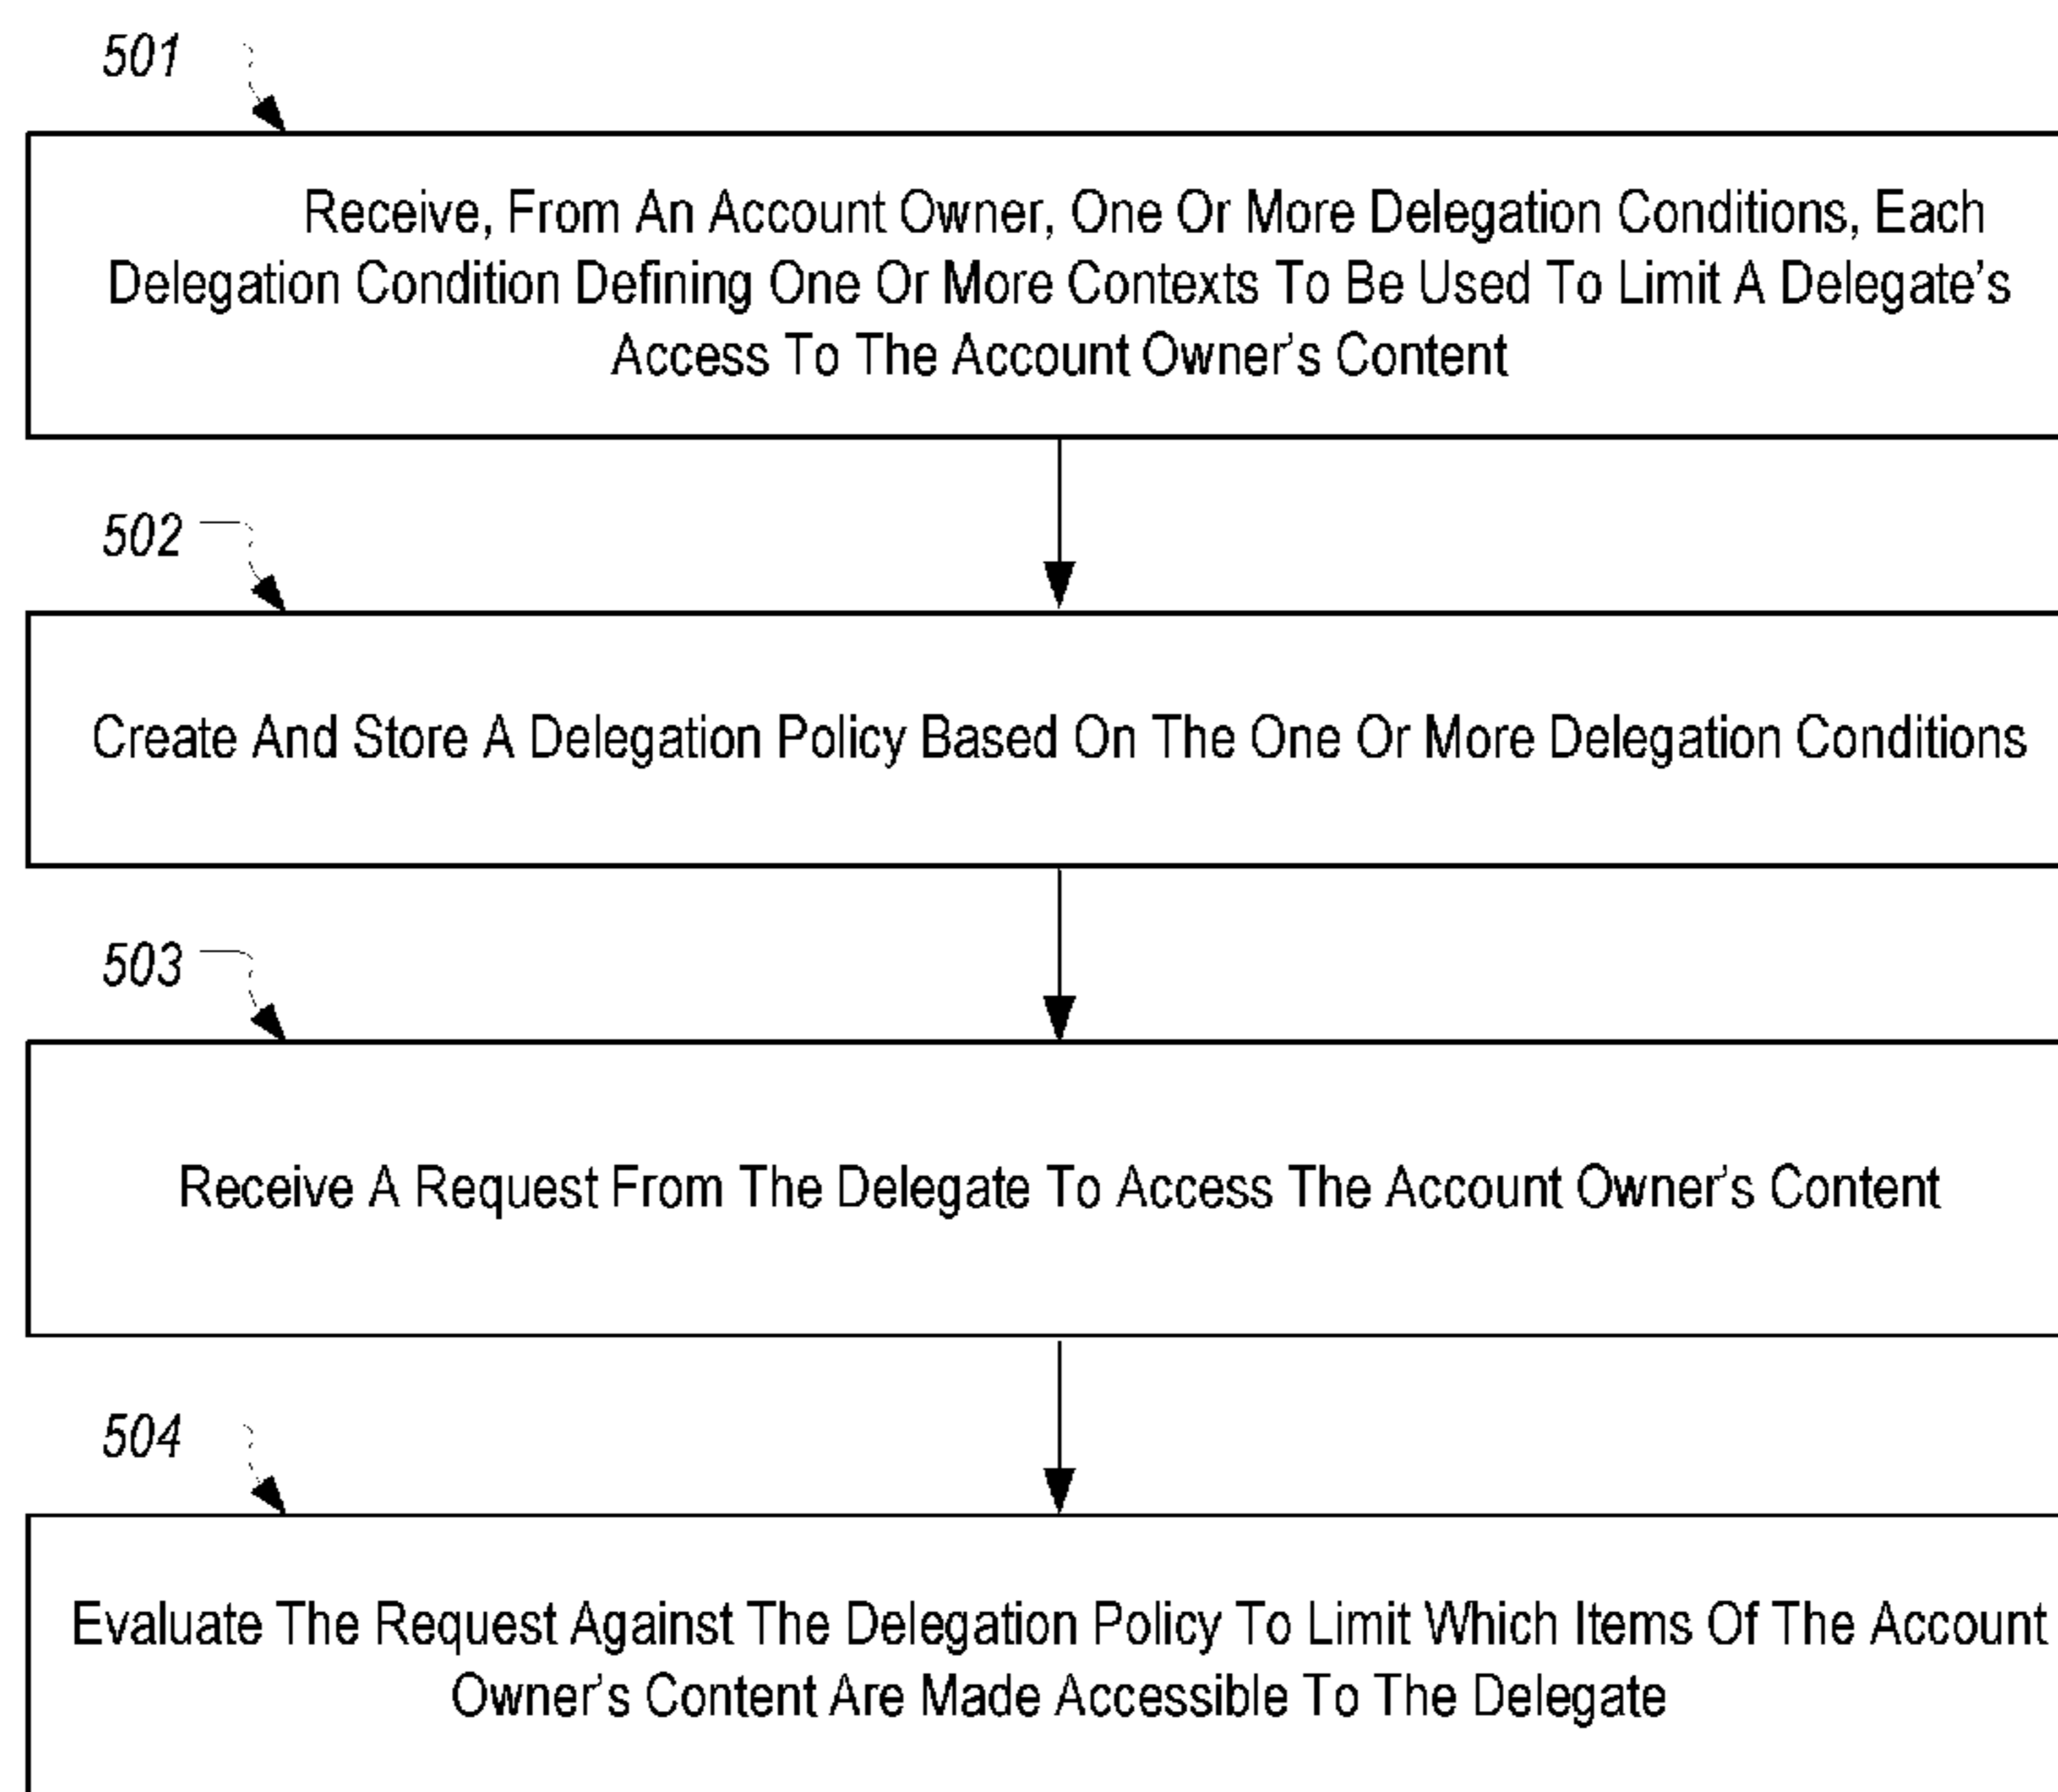 501
Receive, From An Account Owner, One Or More Delegation Conditions, Each
Delegation Condition Defining One Or More Contexts To Be Used To Limit A Delegate's
Access To The Account Owner's Content
502
Create And Store A Delegation Policy Based On The One Or More Delegation Conditions
503
Receive A Request From The Delegate To Access The Account Owner's Content
504
Evaluate The Request Against The Delegation Policy To Limit Which Items Of The Account
Owner's Content Are Made Accessible To The Delegate